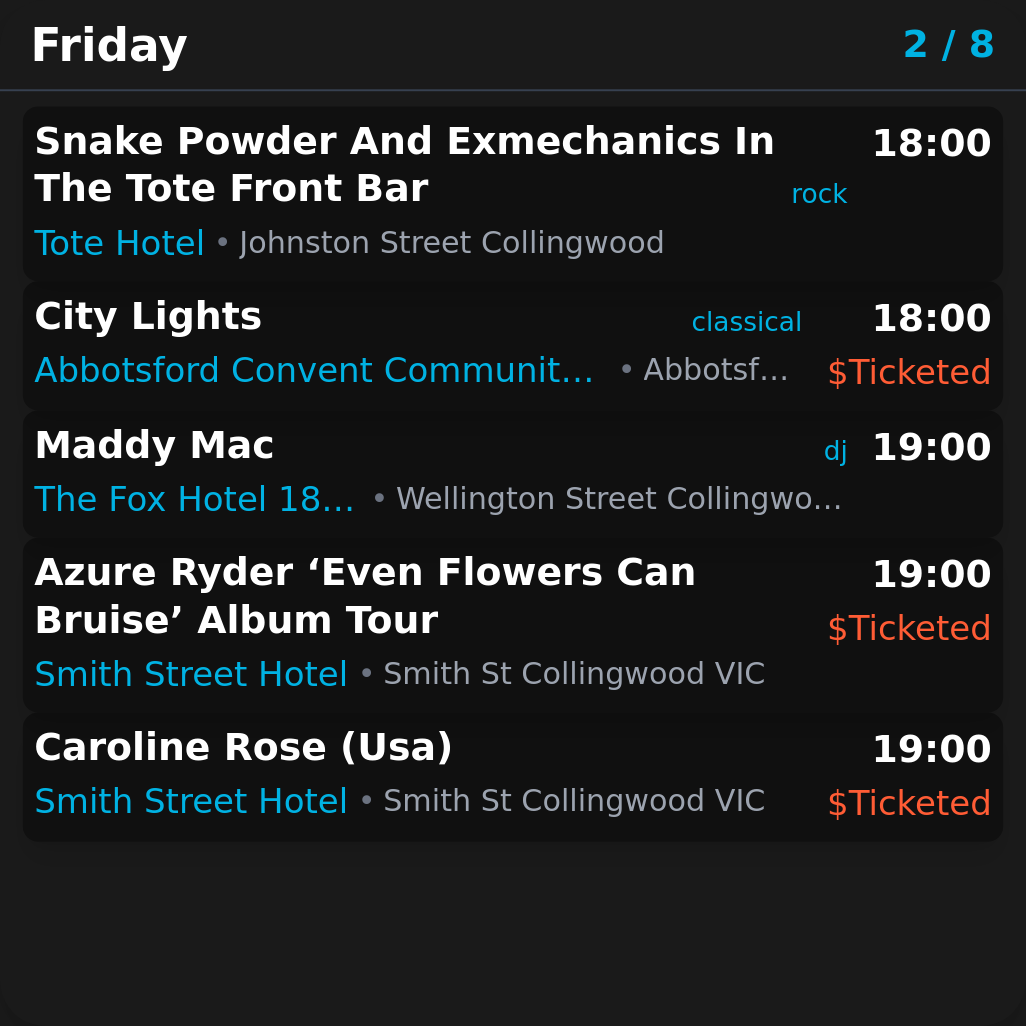 Friday 2 / 8
Snake Powder And Exmechanics In The Tote Front Bar rock 18:00
Tote Hotel • Johnston Street Collingwood
City Lights classical 18:00
Abbotsford Convent Communit… • Abbotsf… $Ticketed
Maddy Mac dj 19:00
The Fox Hotel 18… • Wellington Street Collingwo…
Azure Ryder ‘Even Flowers Can 19:00
Bruise’ Album Tour $Ticketed
Smith Street Hotel • Smith St Collingwood VIC
Caroline Rose (Usa) 19:00
Smith Street Hotel • Smith St Collingwood VIC $Ticketed